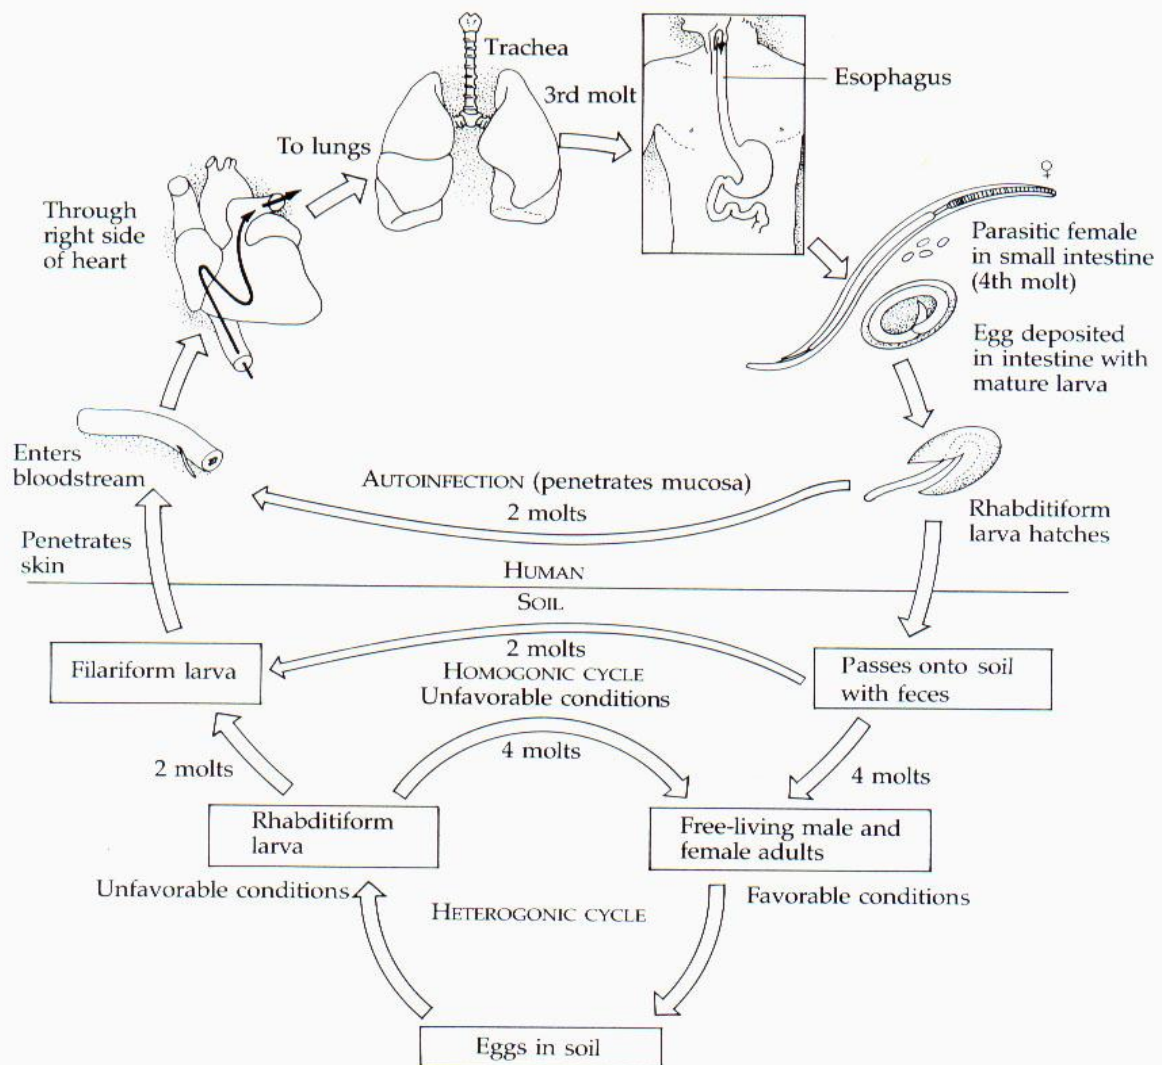 Trachea
3rd molt
Esophagus
To lungs
Through
right side
of heart
♀
Parasitic female
in small intestine
(4th molt)
Egg deposited
in intestine with
mature larva
Enters
bloodstream
AUTOINFECTION (penetrates mucosa)
2 molts
Rhabditiform
larva hatches
Penetrates
skin
HUMAN
SOIL
2 molts
HOMOGONIC CYCLE
Unfavorable conditions
Filariform larva
Passes onto soil
with feces
2 molts
4 molts
4 molts
Rhabditiform
larva
Free-living male and
female adults
Unfavorable conditions
Favorable conditions
HETEROGONIC CYCLE
Eggs in soil